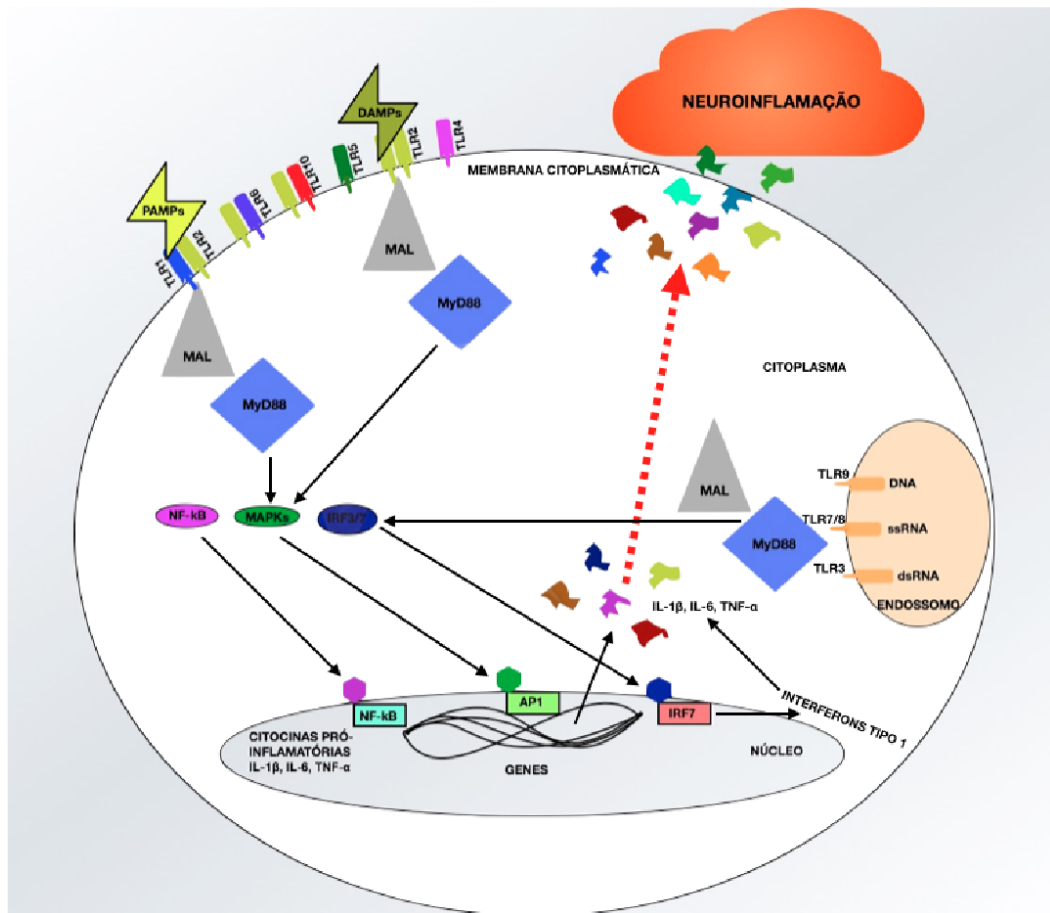 NEUROINFLAMAÇÃO
DAMPs
TLR2
TLR4
TLR5
TLR10
TLR6
PAMPs
TLR2
TLR1
MEMBRANA CITOPLASMÁTICA
MAL
MyD88
MAL
MyD88
CITOPLASMA
MAL
MyD88
TLR9
DNA
TLR7/8
ssRNA
TLR3
dsRNA
ENDOSSOMO
NF-kB
MAPKs
IRF3/7
IL-1β, IL-6, TNF-α
INTERFERONS TIPO 1
NF-kB
AP1
IRF7
CITOCINAS PRÓ-
INFLAMATÓRIAS
IL-1β, IL-6, TNF-α
GENES
NÚCLEO